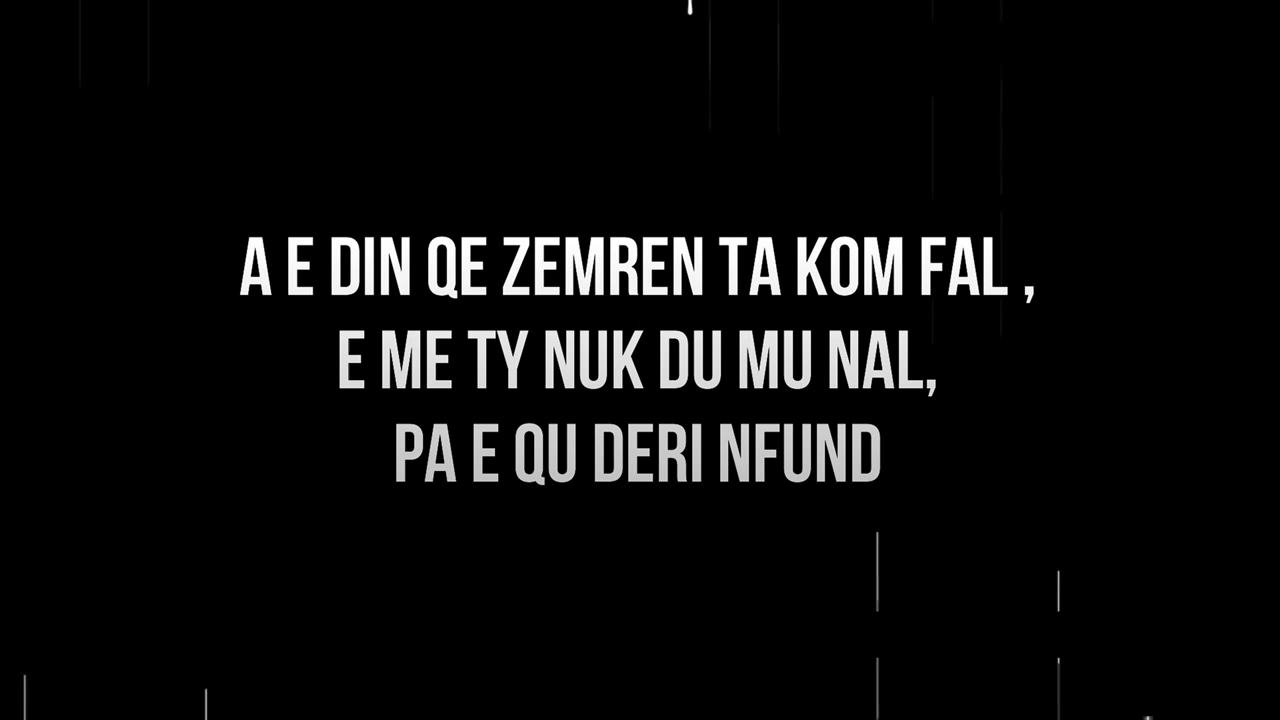 A E DIN QE ZEMREN TA KOM FAL ,
E ME TY NUK DU MU NAL,
PA E QU DERI NFUND